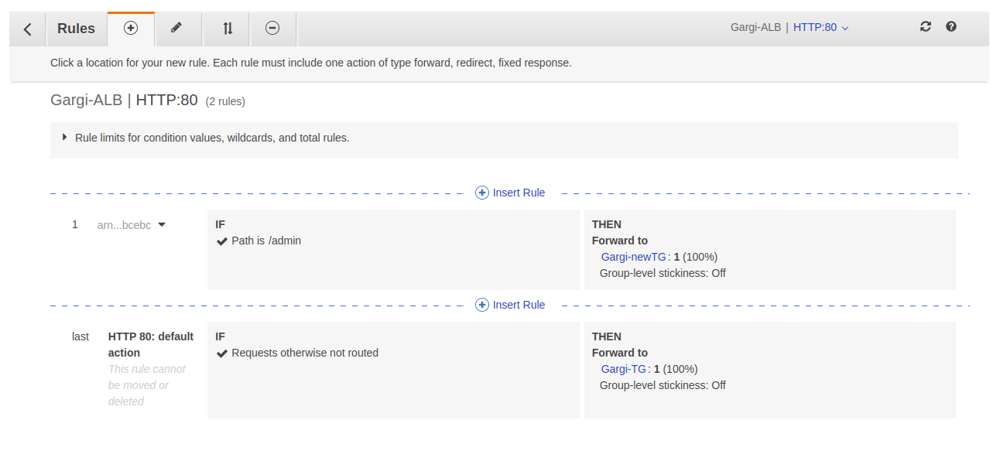 Rules
Gargi-ALB | HTTP:80
Click a location for your new rule. Each rule must include one action of type forward, redirect, fixed response.
Gargi-ALB | HTTP:80 (2 rules)
Rule limits for condition values, wildcards, and total rules.
Insert Rule
1 arn...bcebc
IF
Path is /admin
THEN
Forward to
Gargi-newTG : 1 (100%)
Group-level stickiness: Off
Insert Rule
last
HTTP 80: default
action
This rule cannot
be moved or
deleted
IF
Requests otherwise not routed
THEN
Forward to
Gargi-TG : 1 (100%)
Group-level stickiness: Off